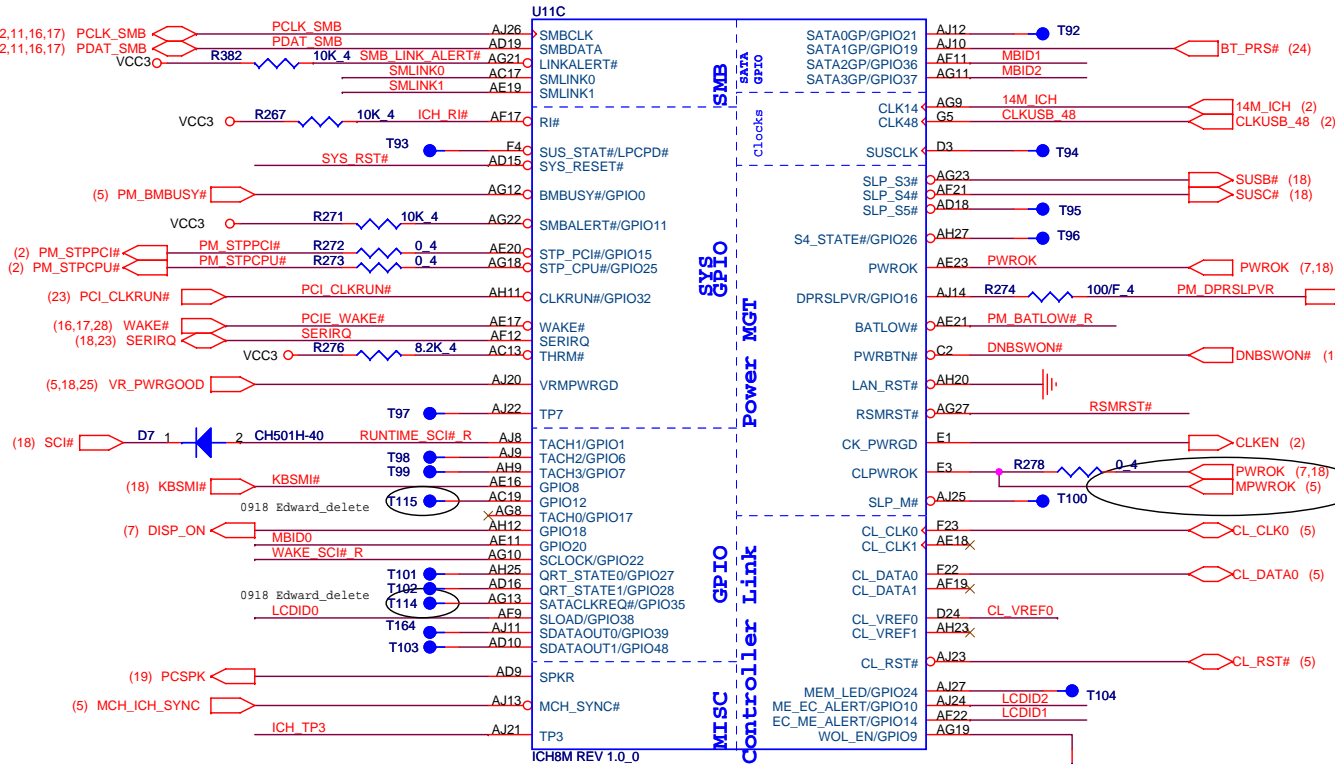 U11C
2,11,16,17) PCLK_SMB PCLK_SMB AJ26 SMBCLK
2,11,16,17) PDAT_SMB PDAT_SMB AD19 SMBDATA
VCC3 R382 10K_4 SMB_LINK_ALERT# AG21 LINKALERT#
SMLINK0 AC17 SMLINK0
SMLINK1 AE19 SMLINK1
VCC3 R267 10K_4 ICH_RI# AF17 RI#
T93 F4 SUS_STAT#/LPCPD#
SYS_RST# AD15 SYS_RESET#
(5) PM_BMBUSY# AG12 BMBUSY#/GPIO0
VCC3 R271 10K_4 AG22 SMBALERT#/GPIO11
(2) PM_STPPCI# PM_STPPCI# R272 0_4 AE20 STP_PCI#/GPIO15
(2) PM_STPCPU# PM_STPCPU# R273 0_4 AG18 STP_CPU#/GPIO25
(23) PCI_CLKRUN# PCI_CLKRUN# AH11 CLKRUN#/GPIO32
(16,17,28) WAKE# PCIE_WAKE# AE17 WAKE#
(18,23) SERIRQ SERIRQ AF12 SERIRQ
VCC3 R276 8.2K_4 AC13 THRM#
(5,18,25) VR_PWRGOOD AJ20 VRMPWRGD
T97 AJ22 TP7
(18) SCI# D7 1 2 CH501H-40 RUNTIME_SCI#_R AJ8 TACH1/GPIO1
T98 AJ9 TACH2/GPIO6
T99 AH9 TACH3/GPIO7
(18) KBSMI# KBSMI# AE16 GPIO8
0918 Edward_delete T115 AC19 GPIO12
AG8 TACH0/GPIO17
(7) DISP_ON AH12 GPIO18
MBID0 AE11 GPIO20
WAKE_SCI#_R AG10 SCLOCK/GPIO22
T101 AH25 QRT_STATE0/GPIO27
T102 AD16 QRT_STATE1/GPIO28
0918 Edward_delete T114 AG13 SATACLKREQ#/GPIO35
LCDID0 AF9 SLOAD/GPIO38
T164 AJ11 SDATAOUT0/GPIO39
T103 AD10 SDATAOUT1/GPIO48
(19) PCSPK AD9 SPKR
(5) MCH_ICH_SYNC AJ13 MCH_SYNC#
ICH_TP3 AJ21 TP3
ICH8M REV 1.0_0
SMB
SATA
GPIO
Clocks
SYS
GPIO
Power MGT
GPIO
Controller Link
MISC
SATA0GP/GPIO21 AJ12 T92
SATA1GP/GPIO19 AJ10 BT_PRS# (24)
SATA2GP/GPIO36 AF11 MBID1
SATA3GP/GPIO37 AG11 MBID2
CLK14 AG9 14M_ICH 14M_ICH (2)
CLK48 G5 CLKUSB_48 CLKUSB_48 (2)
SUSCLK D3 T94
SLP_S3# AG23 SUSB# (18)
SLP_S4# AF21 SUSC# (18)
SLP_S5# AD18 T95
S4_STATE#/GPIO26 AH27 T96
PWROK AE23 PWROK PWROK (7,18)
DPRSLPVR/GPIO16 AJ14 R274 100/F_4 PM_DPRSLPVR
BATLOW# AE21 PM_BATLOW#_R
PWRBTN# C2 DNBSWON# DNBSWON# (1
LAN_RST# AH20
RSMRST# AG27 RSMRST#
CK_PWRGD E1 CLKEN (2)
CLPWROK E3 R278 0_4 PWROK (7,18)
MPWROK (5)
SLP_M# AJ25 T100
CL_CLK0 F23 CL_CLK0 (5)
CL_CLK1 AE18
CL_DATA0 F22 CL_DATA0 (5)
CL_DATA1 AF19
CL_VREF0 D24 CL_VREF0
CL_VREF1 AH23
CL_RST# AJ23 CL_RST# (5)
MEM_LED/GPIO24 AJ27 T104
ME_EC_ALERT/GPIO10 AJ24 LCDID2
EC_ME_ALERT/GPIO14 AF22 LCDID1
WOL_EN/GPIO9 AG19